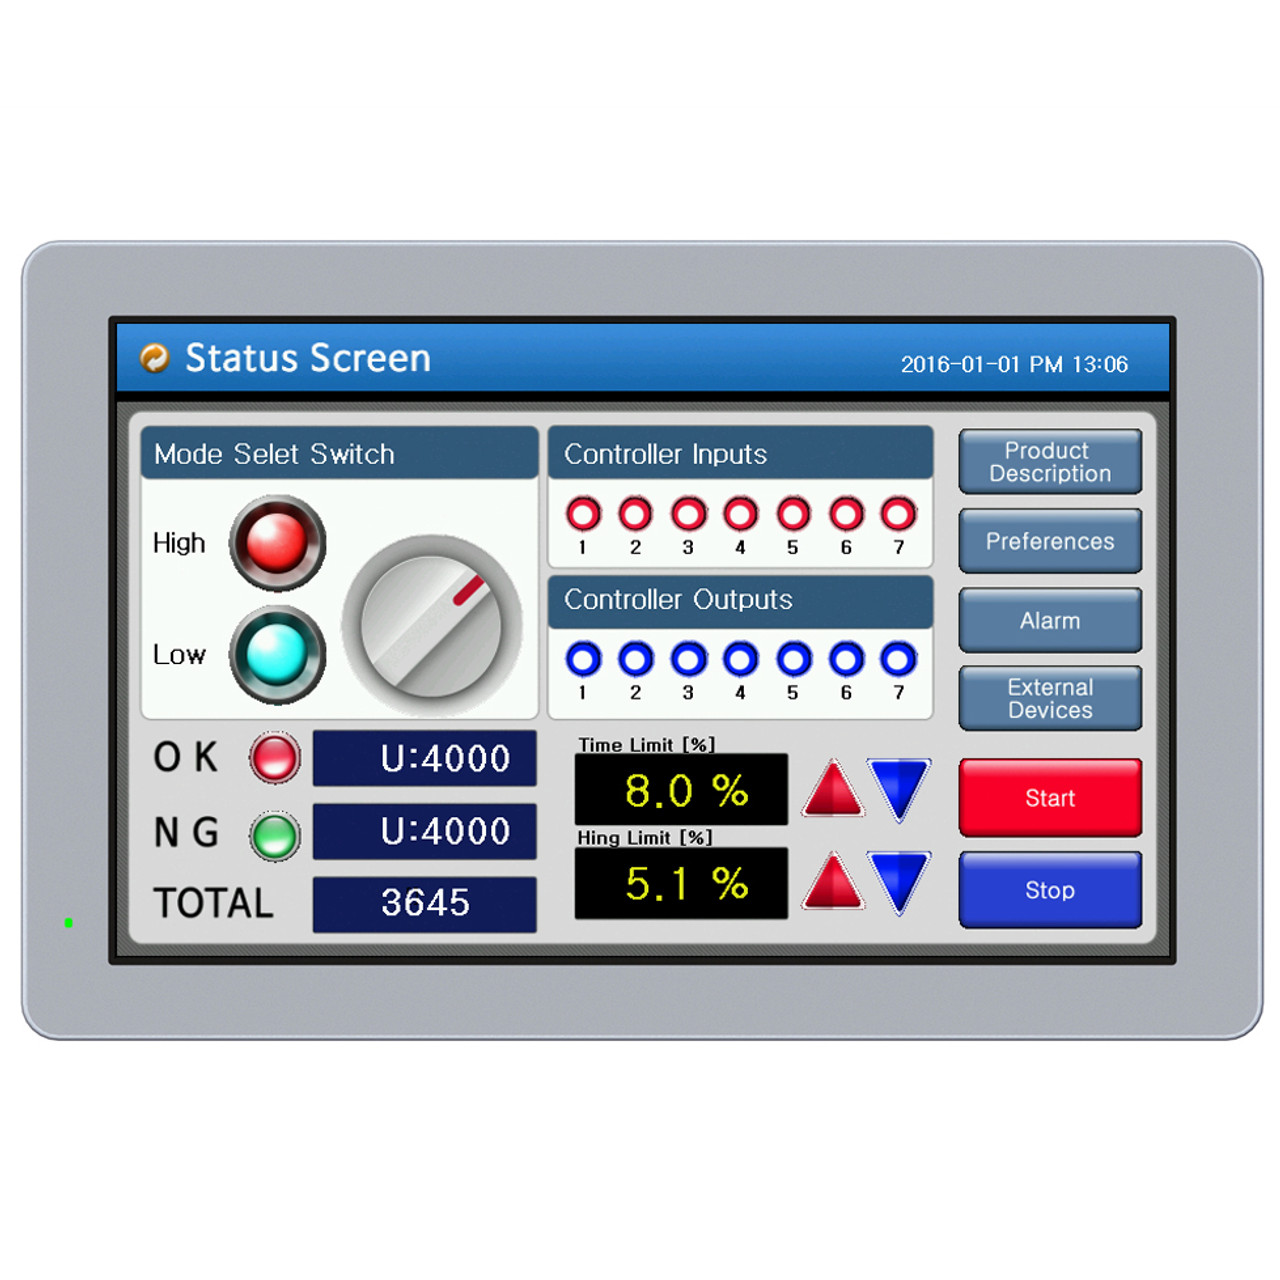 Status Screen
2016-01-01 PM 13:06
Mode Selet Switch
High
Low
Controller Inputs
1 2 3 4 5 6 7
Controller Outputs
1 2 3 4 5 6 7
Product
Description
Preferences
Alarm
External
Devices
O K U:4000
N G U:4000
TOTAL 3645
Time Limit [%]
8.0 %
Hing Limit [%]
5.1 %
Start
Stop